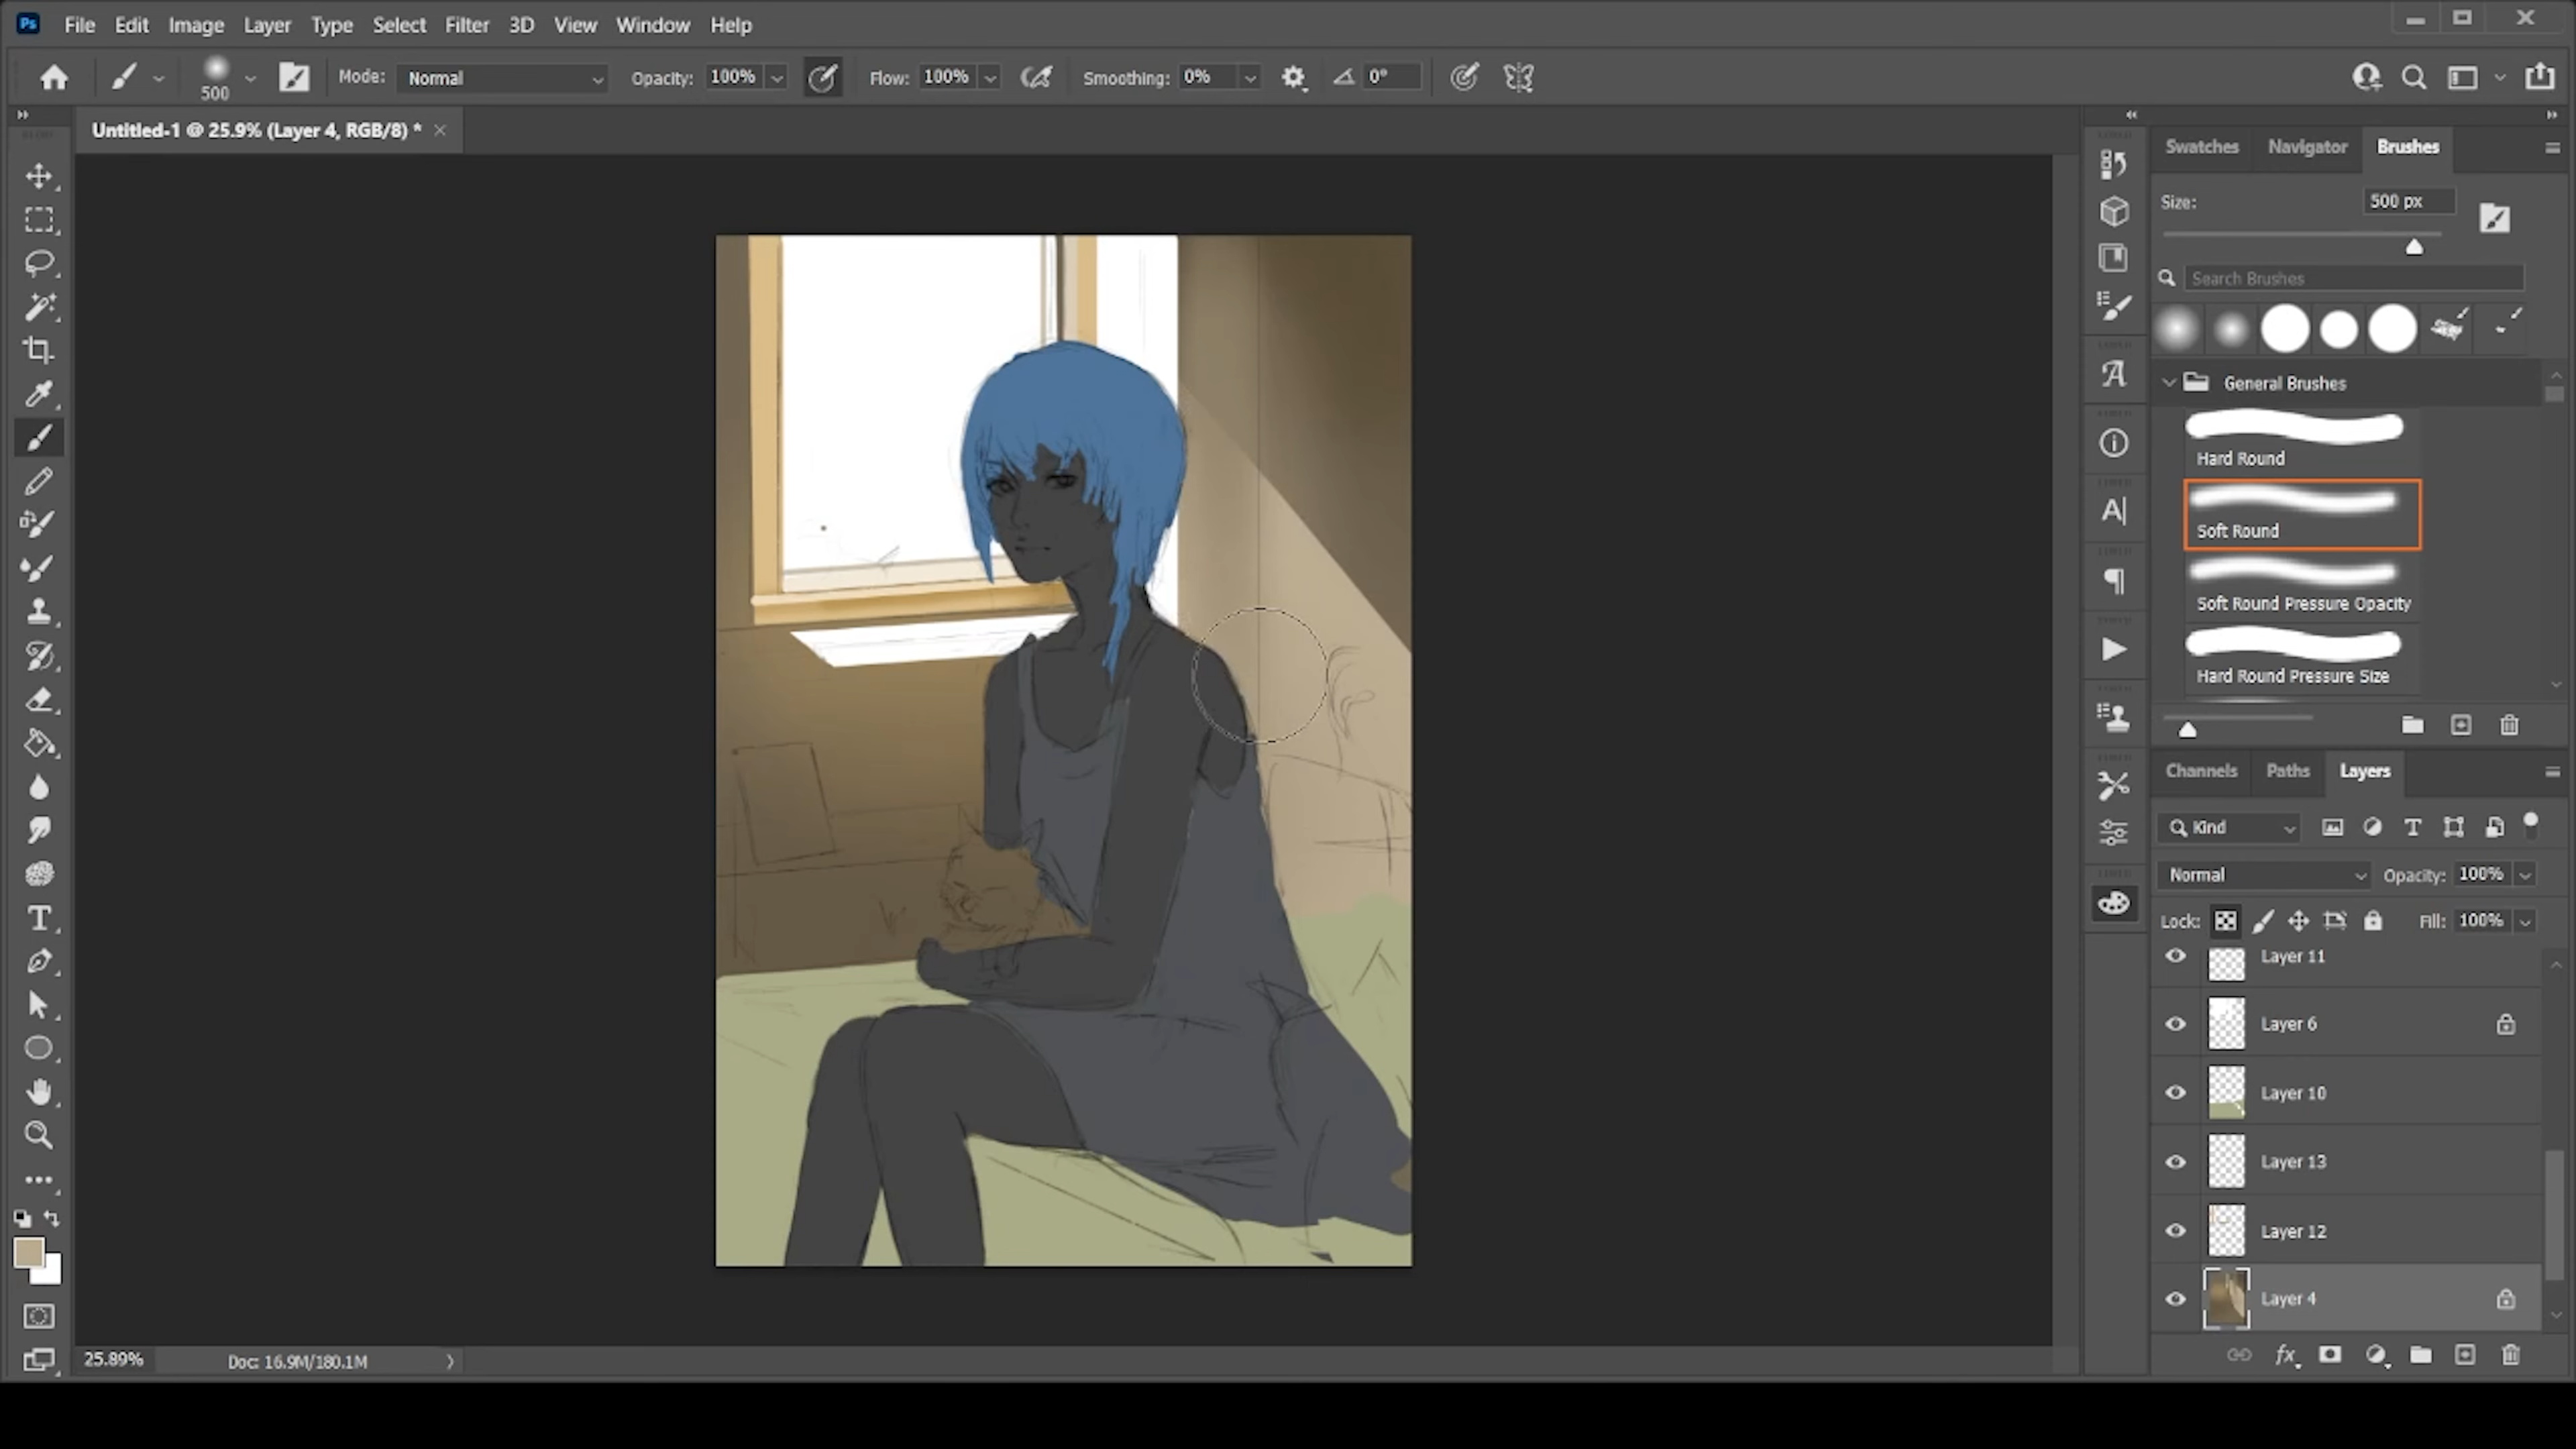 Ps File Edit Image Layer Type Select Filter 3D View Window Help
500 Mode: Normal Opacity: 100% Flow: 100% Smoothing: 0% 0°
Untitled-1 @ 25.9% (Layer 4, RGB/8) *
Swatches Navigator Brushes
Size: 500 px
Search Brushes
General Brushes
Hard Round
Soft Round
Soft Round Pressure Opacity
Hard Round Pressure Size
Channels Paths Layers
Kind
Normal Opacity: 100%
Lock: Fill: 100%
Layer 11
Layer 6
Layer 10
Layer 13
Layer 12
Layer 4
25.89% Doc: 16.9M/180.1M